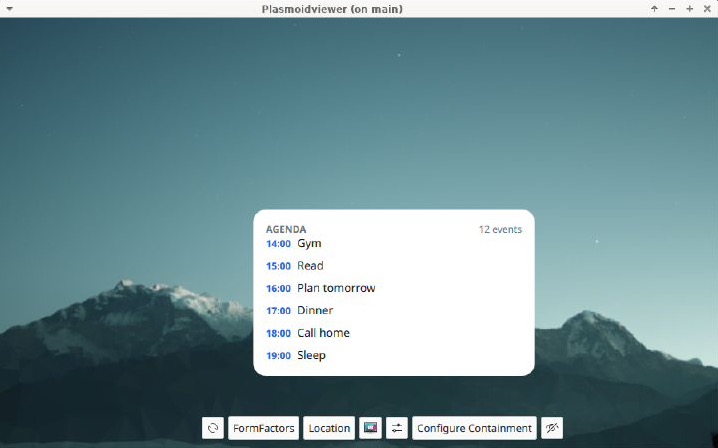 Plasmoidviewer (on main)
AGENDA 12 events
14:00 Gym
15:00 Read
16:00 Plan tomorrow
17:00 Dinner
18:00 Call home
19:00 Sleep
FormFactors Location Configure Containment